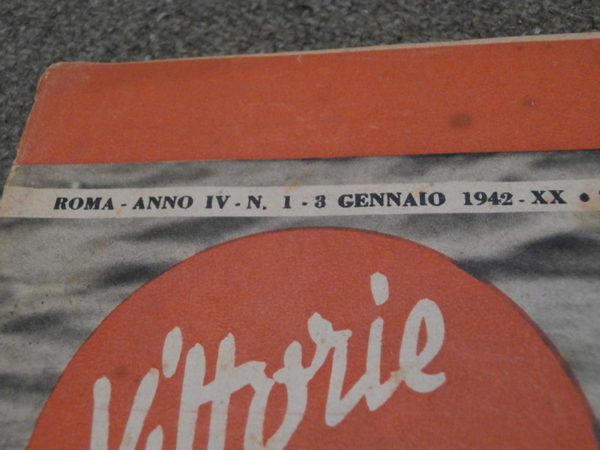 ROMA - ANNO IV - N. 1 - 3 GENNAIO 1942 - XX •
Vittorie